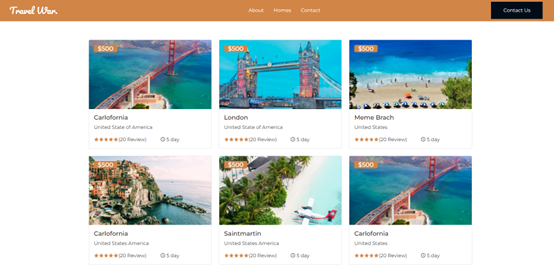 Travel War.
About Homes Contact
Contact Us
$500 $500 $500
Carlofornia London Meme Brach
United State of America United State of America United States
(20 Review) 5 day (20 Review) 5 day (20 Review) 5 day
$500 $500 $500
Carlofornia Saintmartin Carlofornia
United States America United States America United States
(20 Review) 5 day (20 Review) 5 day (20 Review) 5 day